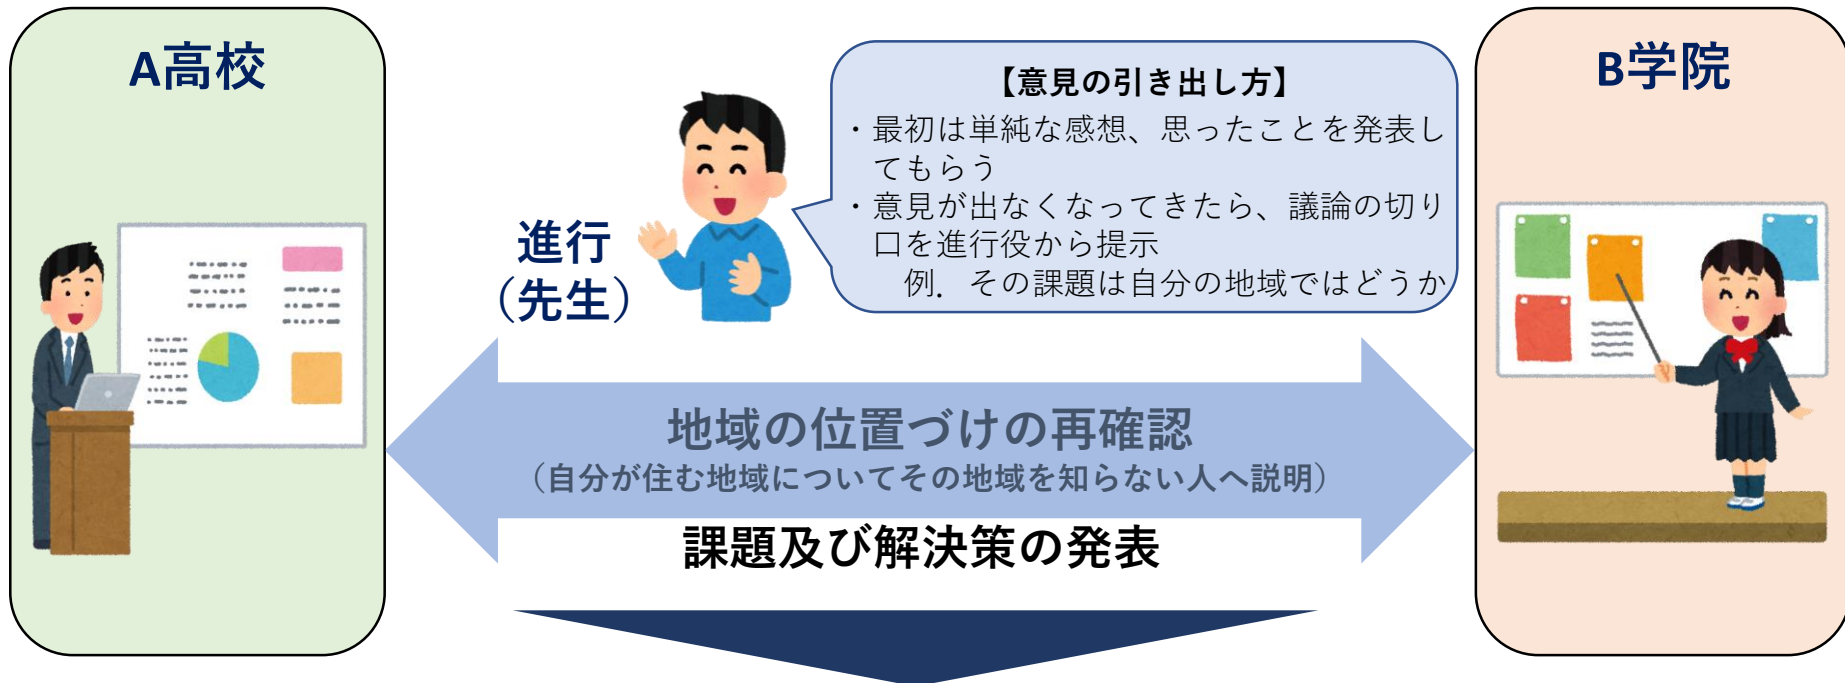 A高校
進行
（先生）
【意見の引き出し方】
・最初は単純な感想、思ったことを発表し
てもらう
・意見が出なくなってきたら、議論の切り
口を進行役から提示
例．その課題は自分の地域ではどうか
B学院
地域の位置づけの再確認
（自分が住む地域についてその地域を知らない人へ説明）
課題及び解決策の発表